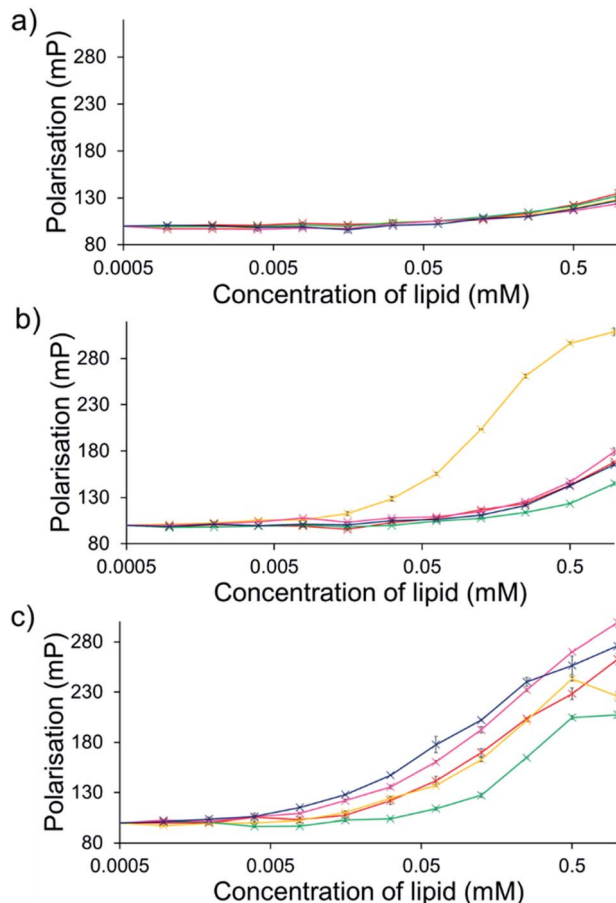 a)
Polarisation (mP)
280
230
180
130
80
0.0005 0.005 0.05 0.5
Concentration of lipid (mM)
b)
Polarisation (mP)
280
230
180
130
80
0.0005 0.005 0.05 0.5
Concentration of lipid (mM)
c)
Polarisation (mP)
280
230
180
130
80
0.0005 0.005 0.05 0.5
Concentration of lipid (mM)